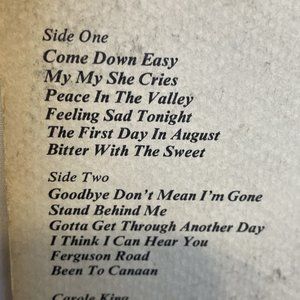 Side One
Come Down Easy
My My She Cries
Peace In The Valley
Feeling Sad Tonight
The First Day In August
Bitter With The Sweet
Side Two
Goodbye Don't Mean I'm Gone
Stand Behind Me
Gotta Get Through Another Day
I Think I Can Hear You
Ferguson Road
Been To Canaan
Carole King